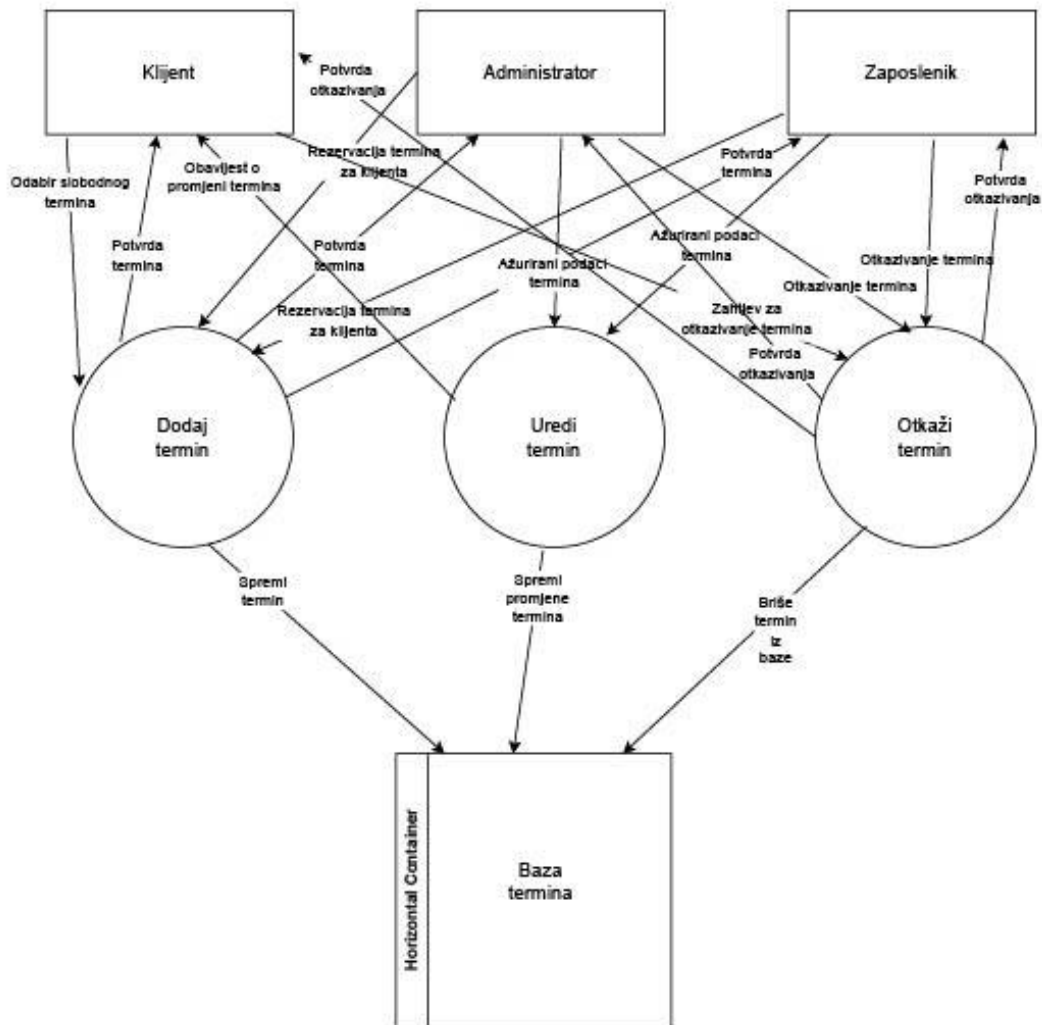 Klijent
Administrator
Zaposlenik
Potvrda
otkazivanja
Odabir slobodnog
termina
Obavijest o
promjeni termina
Rezervacija termina
za klijenta
Potvrda
termina
Potvrda
otkazivanja
Potvrda
termina
Potvrda
termina
Ažurirani podaci
termina
Ažurirani podaci
termina
Otkazivanje termina
Otkazivanje termina
Rezervacija termina
za klijenta
Zahtjev za
otkazivanje termina
Potvrda
otkazivanja
Dodaj
termin
Uredi
termin
Otkaži
termin
Spremi
termin
Spremi
promjene
termina
Briše
termin
iz
baze
Horizontal Container
Baza
termina